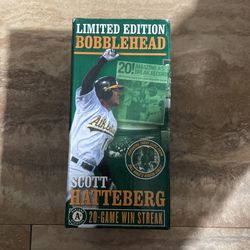 LIMITED EDITION
BOBBLEHEAD
20!
Athletics
SCOTT
HATTEBERG
A's
20-GAME WIN STREAK